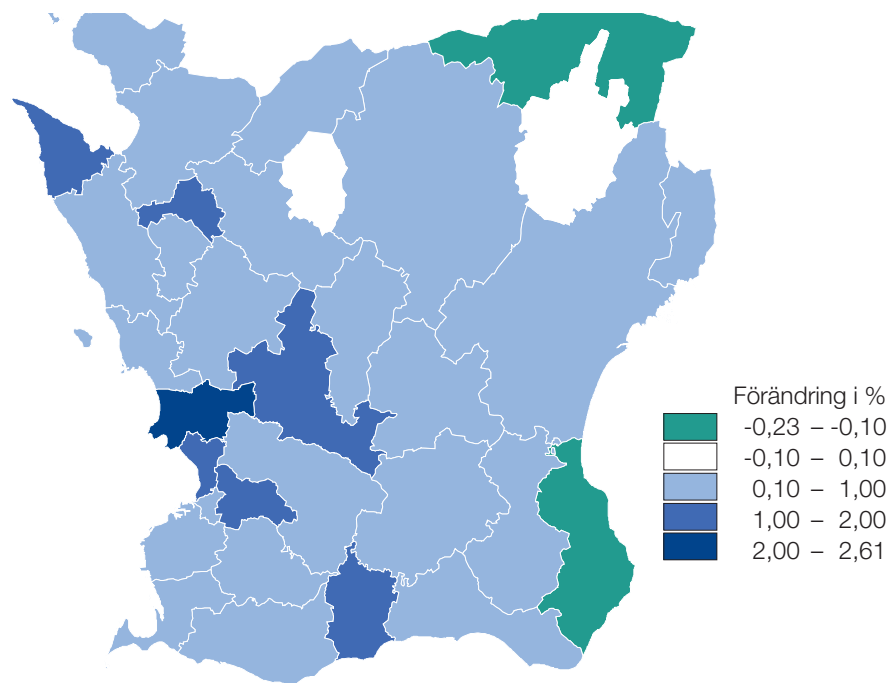 Förändring i %
-0,23 – -0,10
-0,10 – 0,10
0,10 – 1,00
1,00 – 2,00
2,00 – 2,61